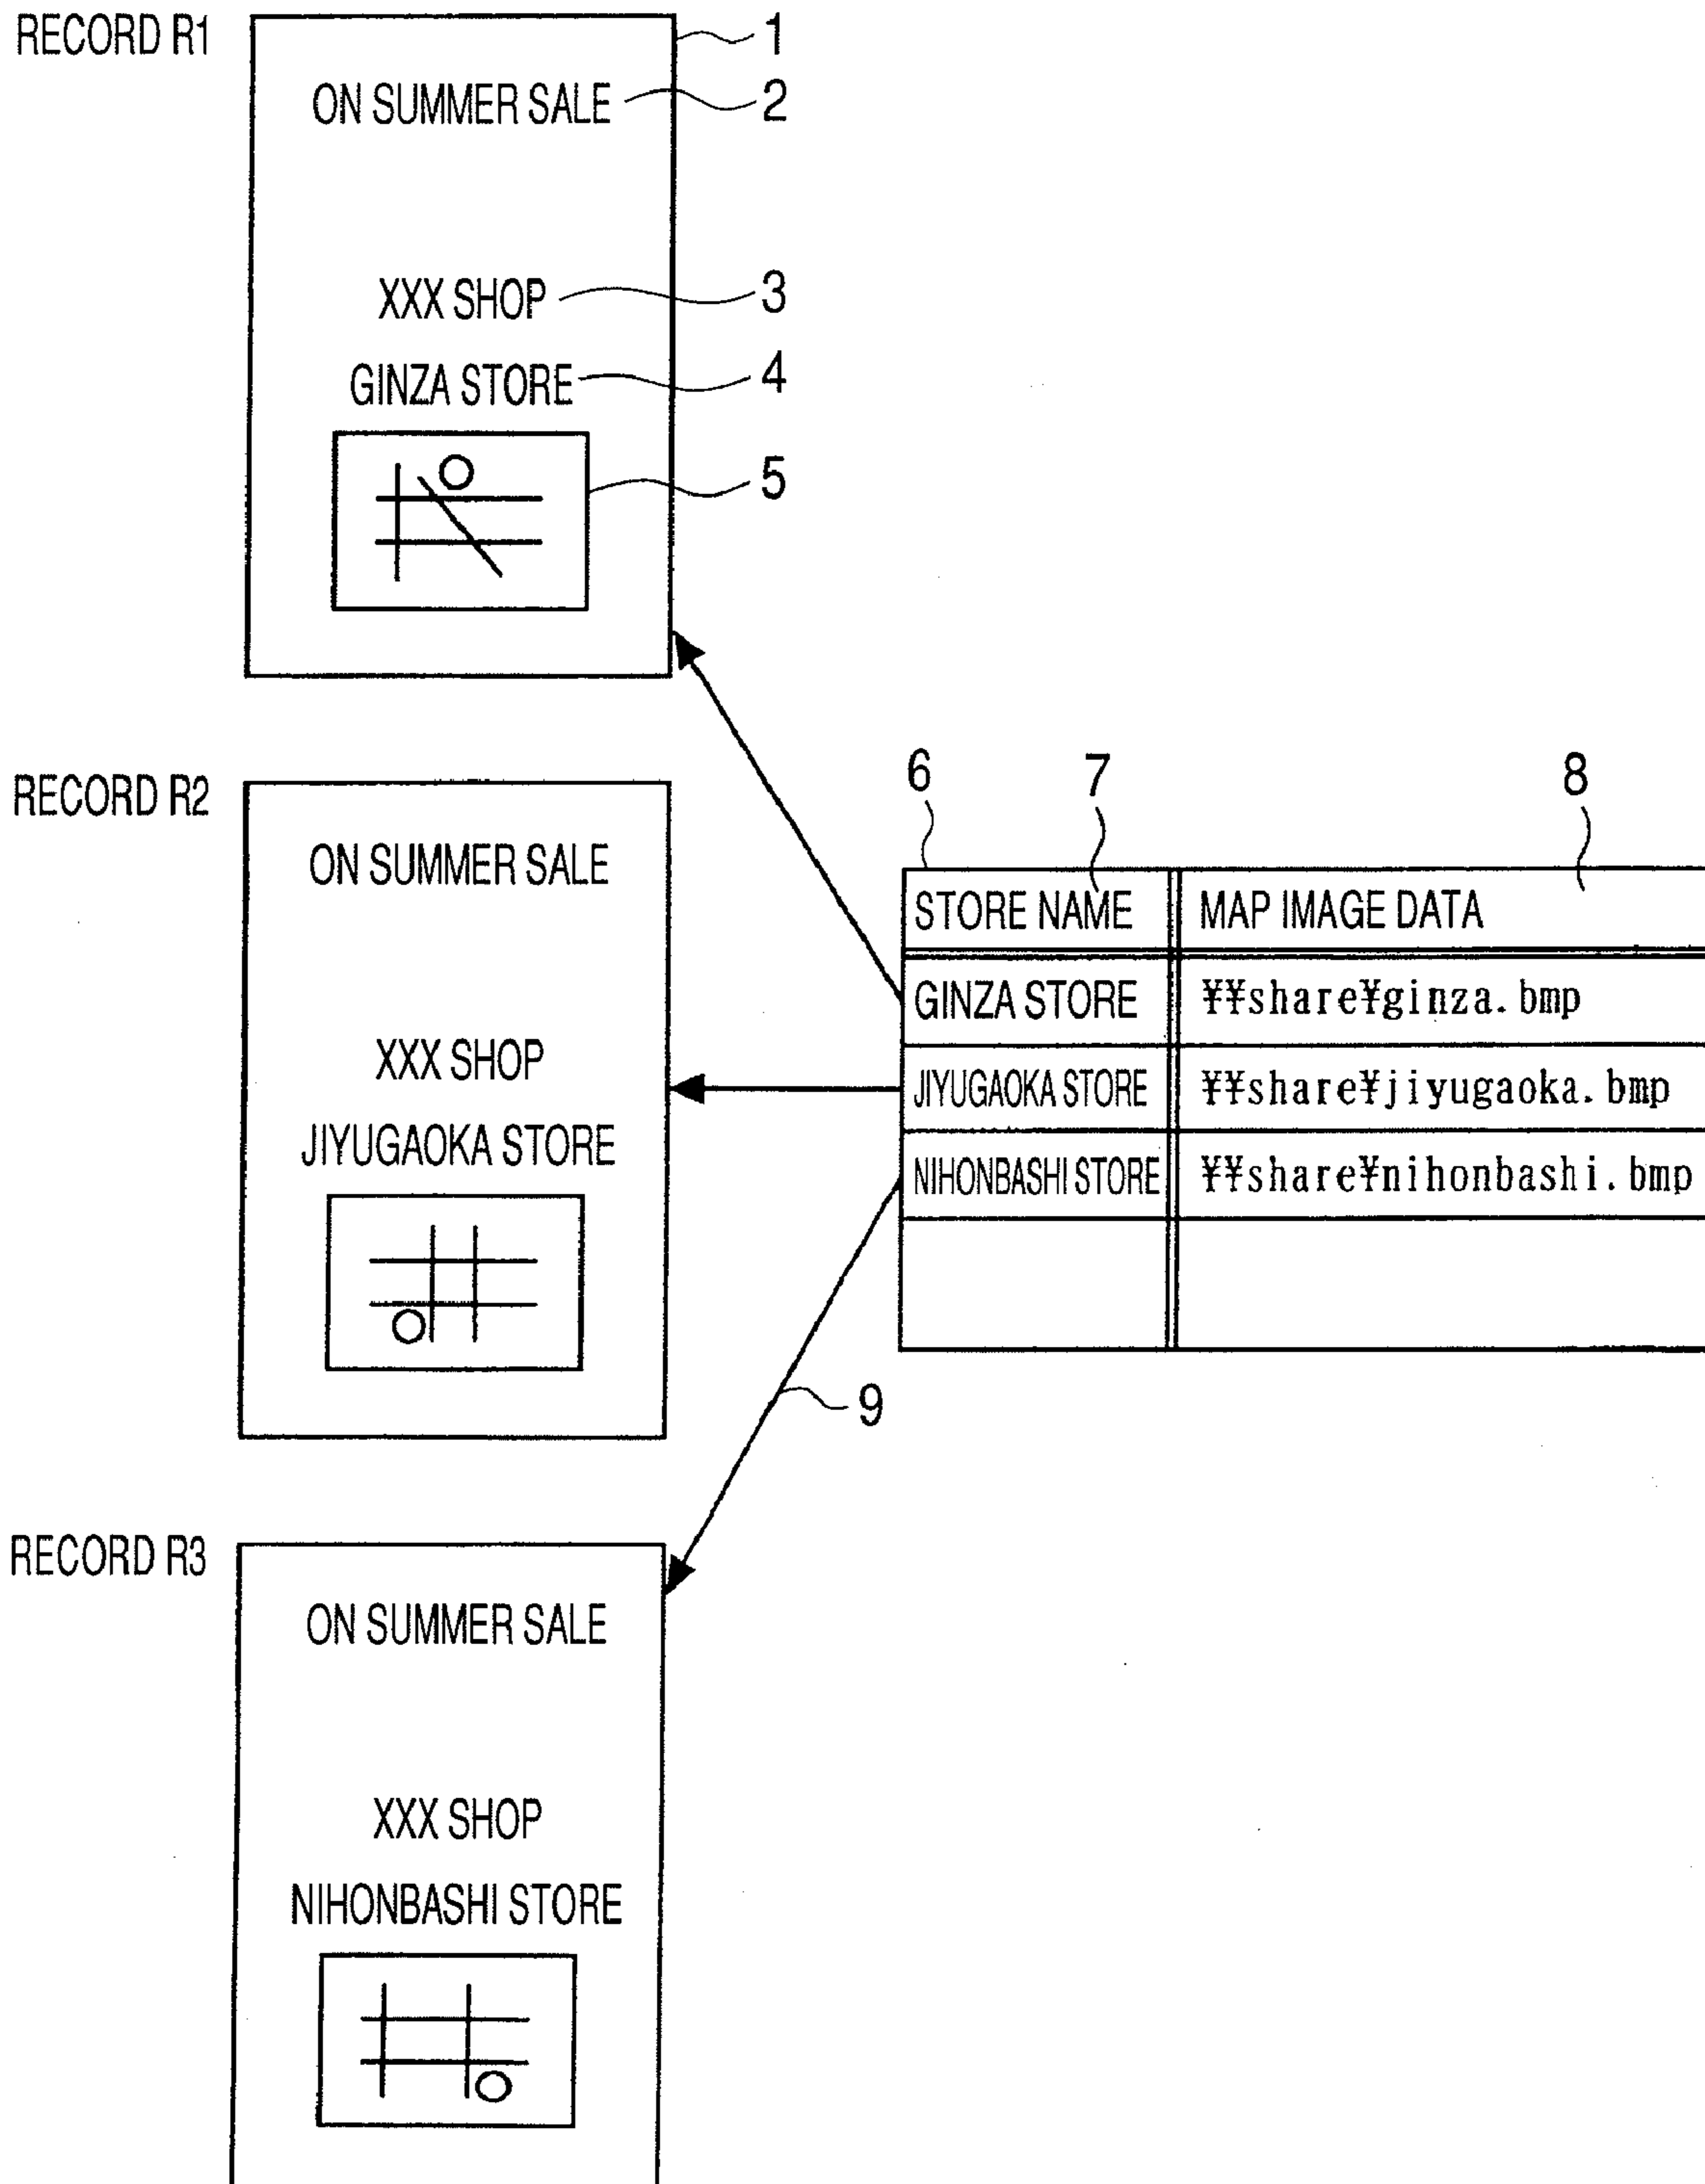 RECORD R1
1
ON SUMMER SALE
2
XXX SHOP
3
GINZA STORE
4
5
RECORD R2
ON SUMMER SALE
XXX SHOP
JIYUGAOKA STORE
6
7
8
STORE NAME
MAP IMAGE DATA
GINZA STORE
¥¥share¥ginza.bmp
JIYUGAOKA STORE
¥¥share¥jiyugaoka.bmp
NIHONBASHI STORE
¥¥share¥nihonbashi.bmp
9
RECORD R3
ON SUMMER SALE
XXX SHOP
NIHONBASHI STORE